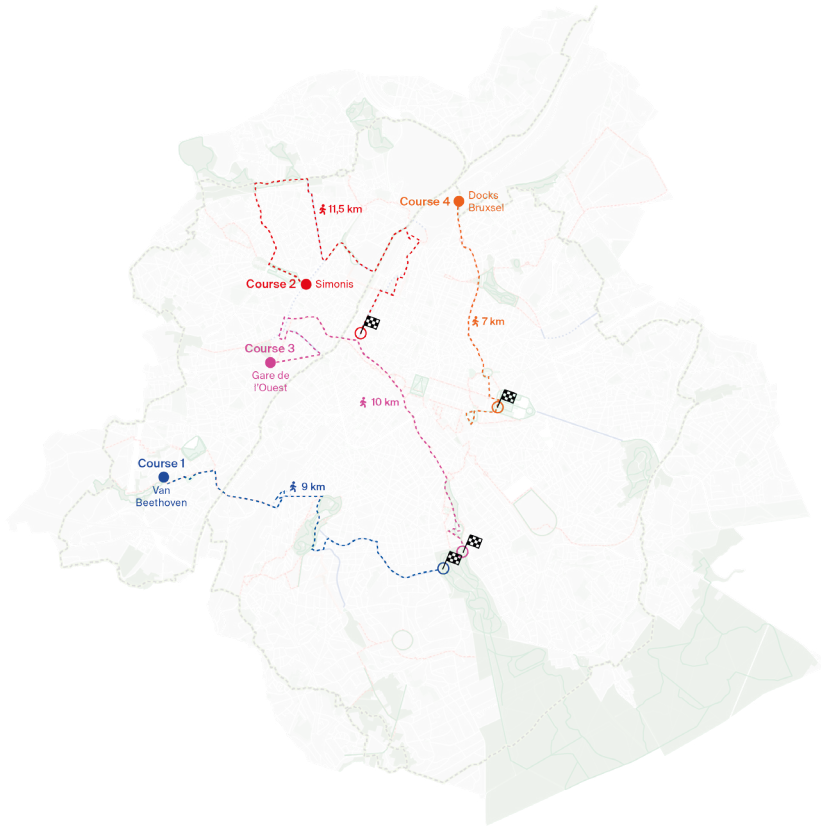 11,5 km
Course 4
Docks
Bruxsel
Course 2
Simonis
7 km
Course 3
Gare de
l'Ouest
10 km
Course 1
Van
Beethoven
9 km